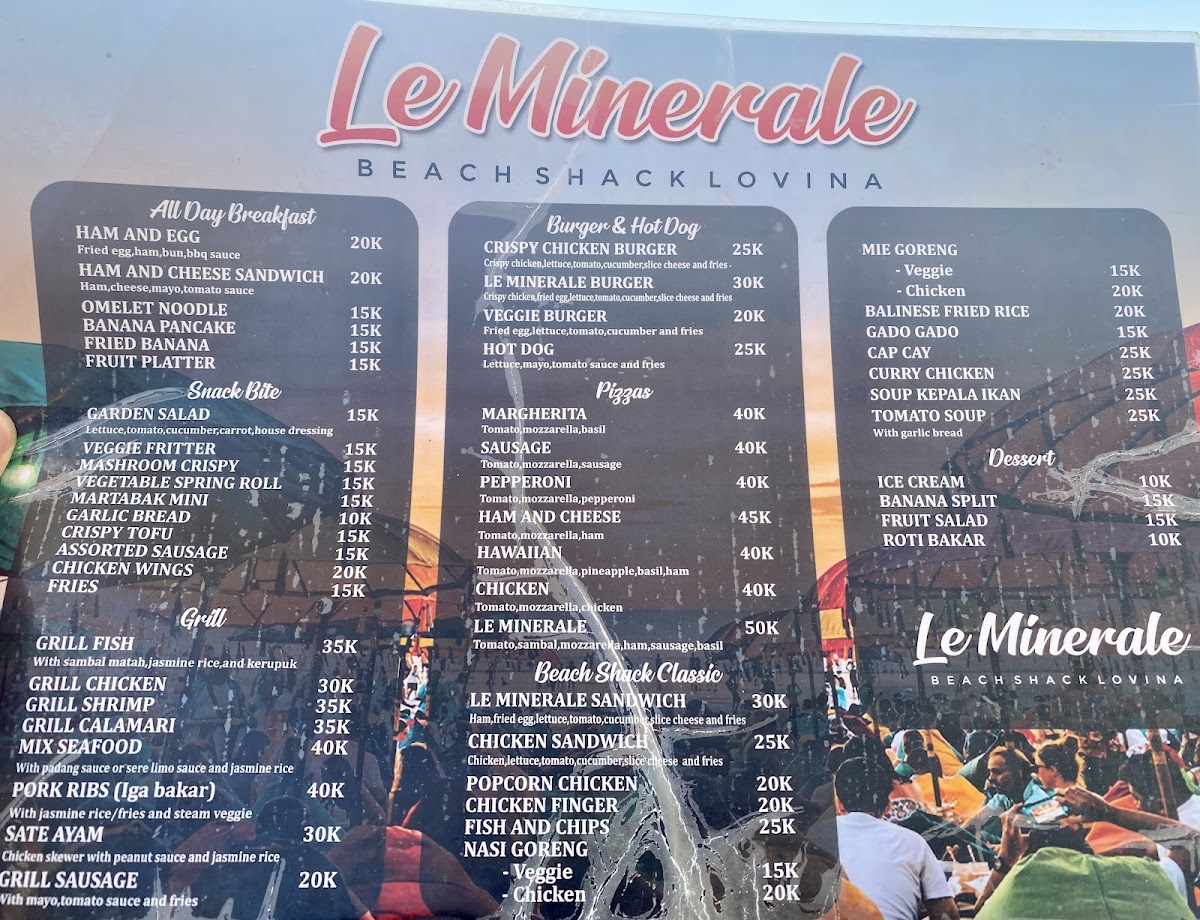 Le Minerale
BEACH SHACK LOVINA
All Day Breakfast
HAM AND EGG 20K
Fried egg,ham,bun,bbq sauce
HAM AND CHEESE SANDWICH 20K
Ham,cheese,mayo,tomato sauce
OMELET NOODLE 15K
BANANA PANCAKE 15K
FRIED BANANA 15K
FRUIT PLATTER 15K
Snack Bite
GARDEN SALAD 15K
Lettuce,tomato,cucumber,carrot,house dressing
VEGGIE FRITTER 15K
MASHROOM CRISPY 15K
VEGETABLE SPRING ROLL 15K
MARTABAK MINI 15K
GARLIC BREAD 10K
CRISPY TOFU 15K
ASSORTED SAUSAGE 15K
CHICKEN WINGS 20K
FRIES 15K
Grill
GRILL FISH 35K
With sambal matah,jasmine rice,and kerupuk
GRILL CHICKEN 30K
GRILL SHRIMP 35K
GRILL CALAMARI 35K
MIX SEAFOOD 40K
With padang sauce or sere limo sauce and jasmine rice
PORK RIBS (Iga bakar) 40K
With jasmine rice/fries and steam veggie
SATE AYAM 30K
Chicken skewer with peanut sauce and jasmine rice
GRILL SAUSAGE 20K
With mayo,tomato sauce and fries
Burger & Hot Dog
CRISPY CHICKEN BURGER 25K
Crispy chicken,lettuce,tomato,cucumber,slice cheese and fries -
LE MINERALE BURGER 30K
Crispy chicken,fried egg,lettuce,tomato,cucumber,slice cheese and fries
VEGGIE BURGER 20K
Fried egg,lettuce,tomato,cucumber and fries
HOT DOG 25K
Lettuce,mayo,tomato sauce and fries
Pizzas
MARGHERITA 40K
Tomato,mozzarella,basil
SAUSAGE 40K
Tomato,mozzarella,sausage
PEPPERONI 40K
Tomato,mozzarella,pepperoni
HAM AND CHEESE 45K
Tomato,mozzarella,ham
HAWAIIAN 40K
Tomato,mozzarella,pineapple,basil,ham
CHICKEN 40K
Tomato,mozzarella,chicken
LE MINERALE 50K
Tomato,sambal,mozzarella,ham,sausage,basil
Beach Shack Classic
LE MINERALE SANDWICH 30K
Ham,fried egg,lettuce,tomato,cucumber,slice cheese and fries
CHICKEN SANDWICH 25K
Chicken,lettuce,tomato,cucumber,slice cheese and fries
POPCORN CHICKEN 20K
CHICKEN FINGER 20K
FISH AND CHIPS 25K
NASI GORENG
- Veggie 15K
- Chicken 20K
MIE GORENG
- Veggie 15K
- Chicken 20K
BALINESE FRIED RICE 20K
GADO GADO 15K
CAP CAY 25K
CURRY CHICKEN 25K
SOUP KEPALA IKAN 25K
TOMATO SOUP 25K
With garlic bread
Dessert
ICE CREAM 10K
BANANA SPLIT 15K
FRUIT SALAD 15K
ROTI BAKAR 10K
Le Minerale
BEACH SHACK LOVINA